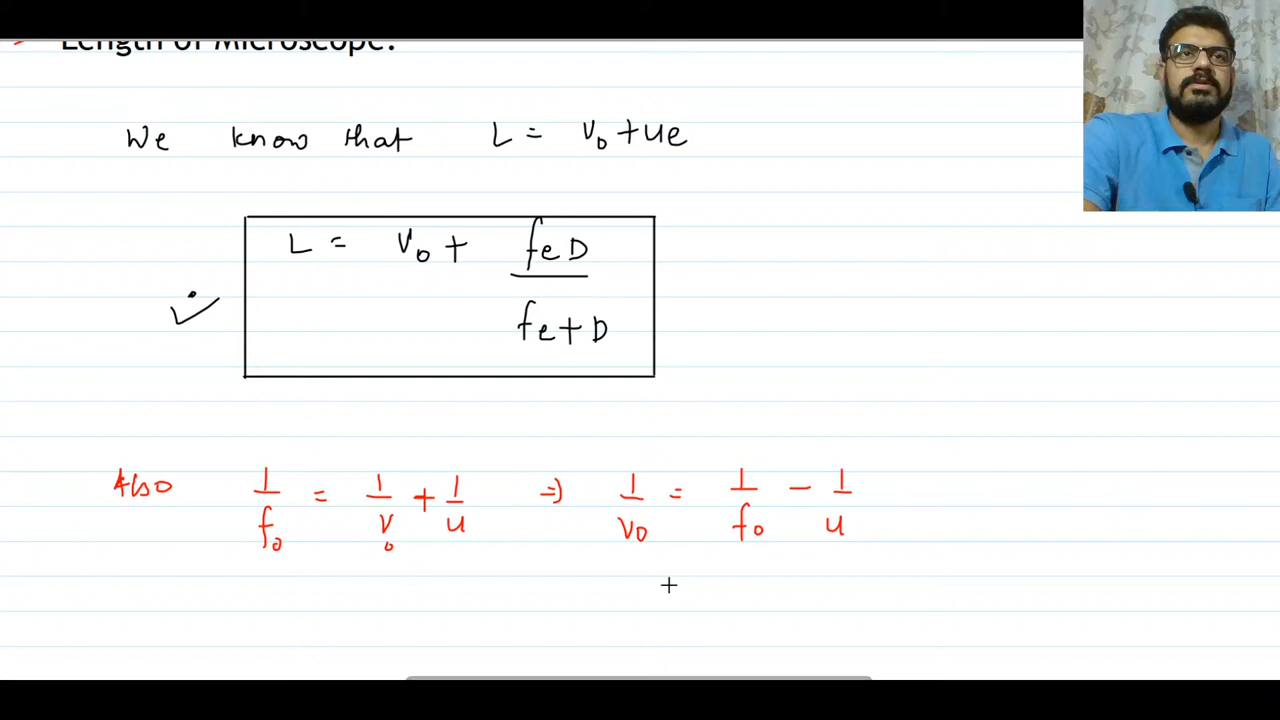 Length of Microscope:
We know that L = v₀ + ue
L = v₀ + feD / fe + D
Also 1/f₀ = 1/v₀ + 1/u ⇒ 1/v₀ = 1/f₀ − 1/u